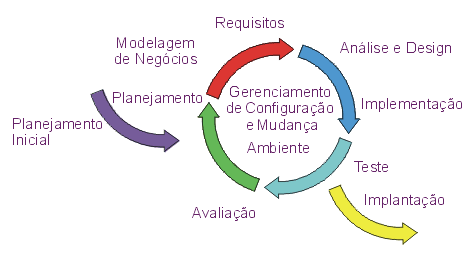 Requisitos
Modelagem
de Negócios
Análise e Design
Planejamento
Gerenciamento
de Configuração
e Mudança
Implementação
Planejamento
Inicial
Ambiente
Teste
Avaliação
Implantação